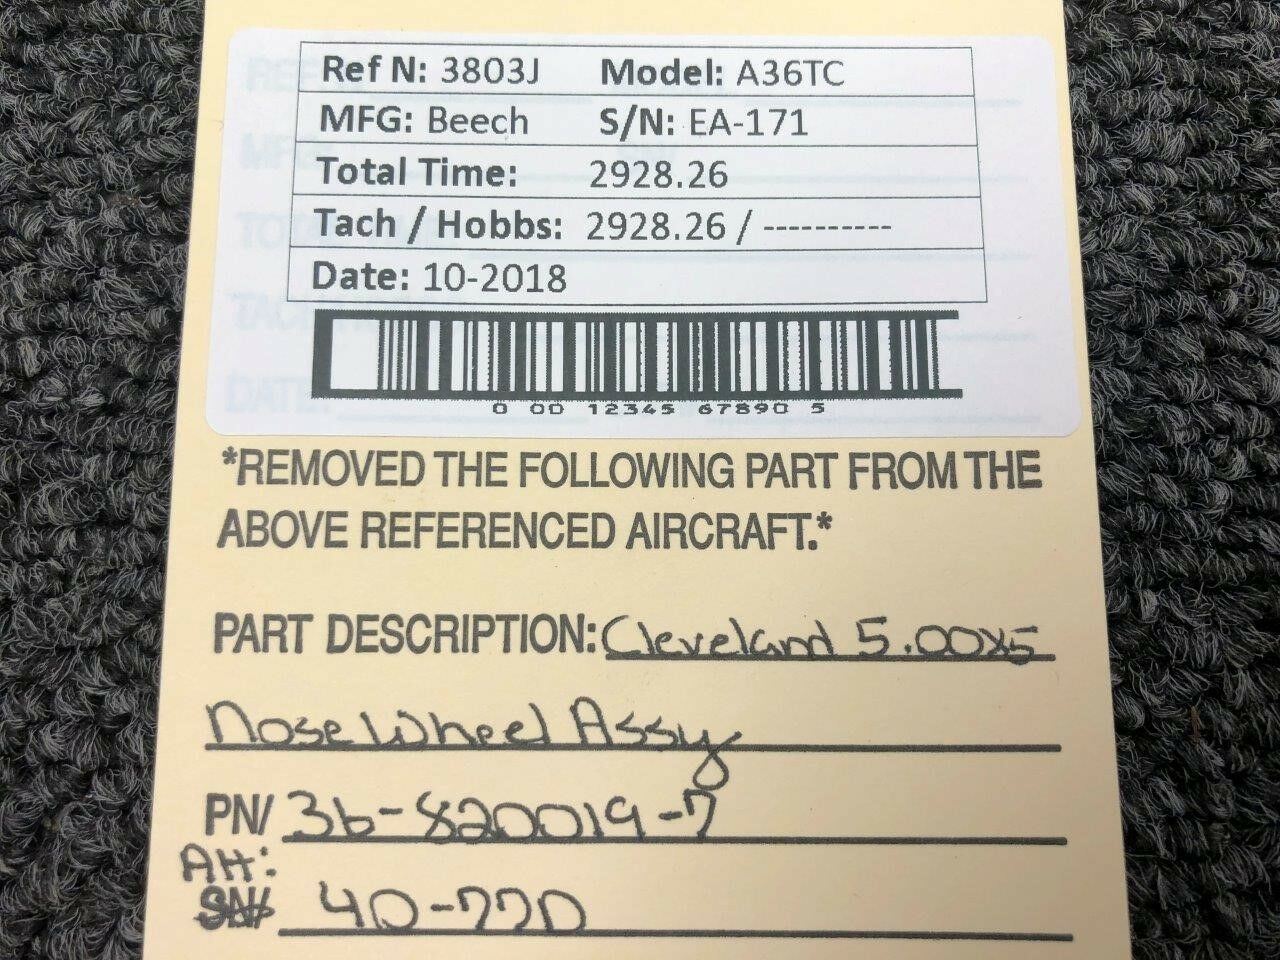 Ref N: 3803J Model: A36TC
MFG: Beech S/N: EA-171
Total Time: 2928.26
Tach / Hobbs: 2928.26 / ----------
Date: 10-2018
0 00 12345 67890 5
*REMOVED THE FOLLOWING PART FROM THE
ABOVE REFERENCED AIRCRAFT.*
PART DESCRIPTION: Cleveland 5.00x5
Nose Wheel Assy
PN/ 36-820019-7
Alt:
SN# 40-77D